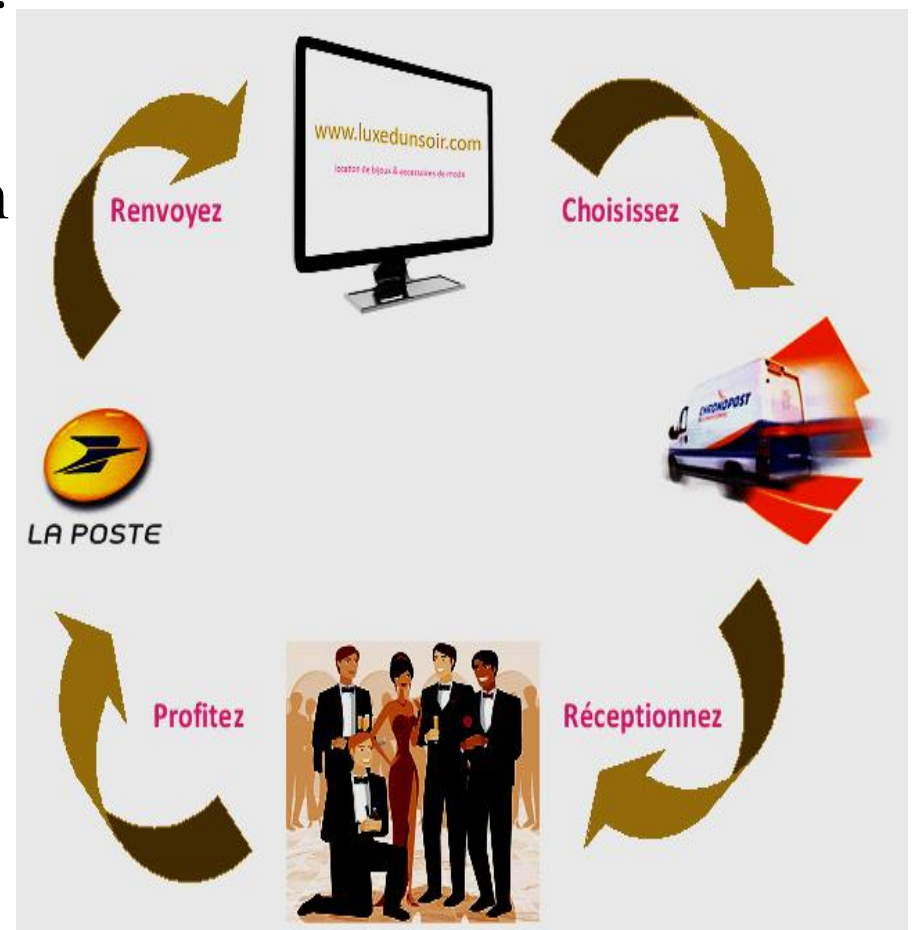 www.luxedunsoir.com
location de bijoux & accessoires de mode
Renvoyez
Choisissez
CHRONOPOST
LA POSTE
Profitez
Réceptionnez